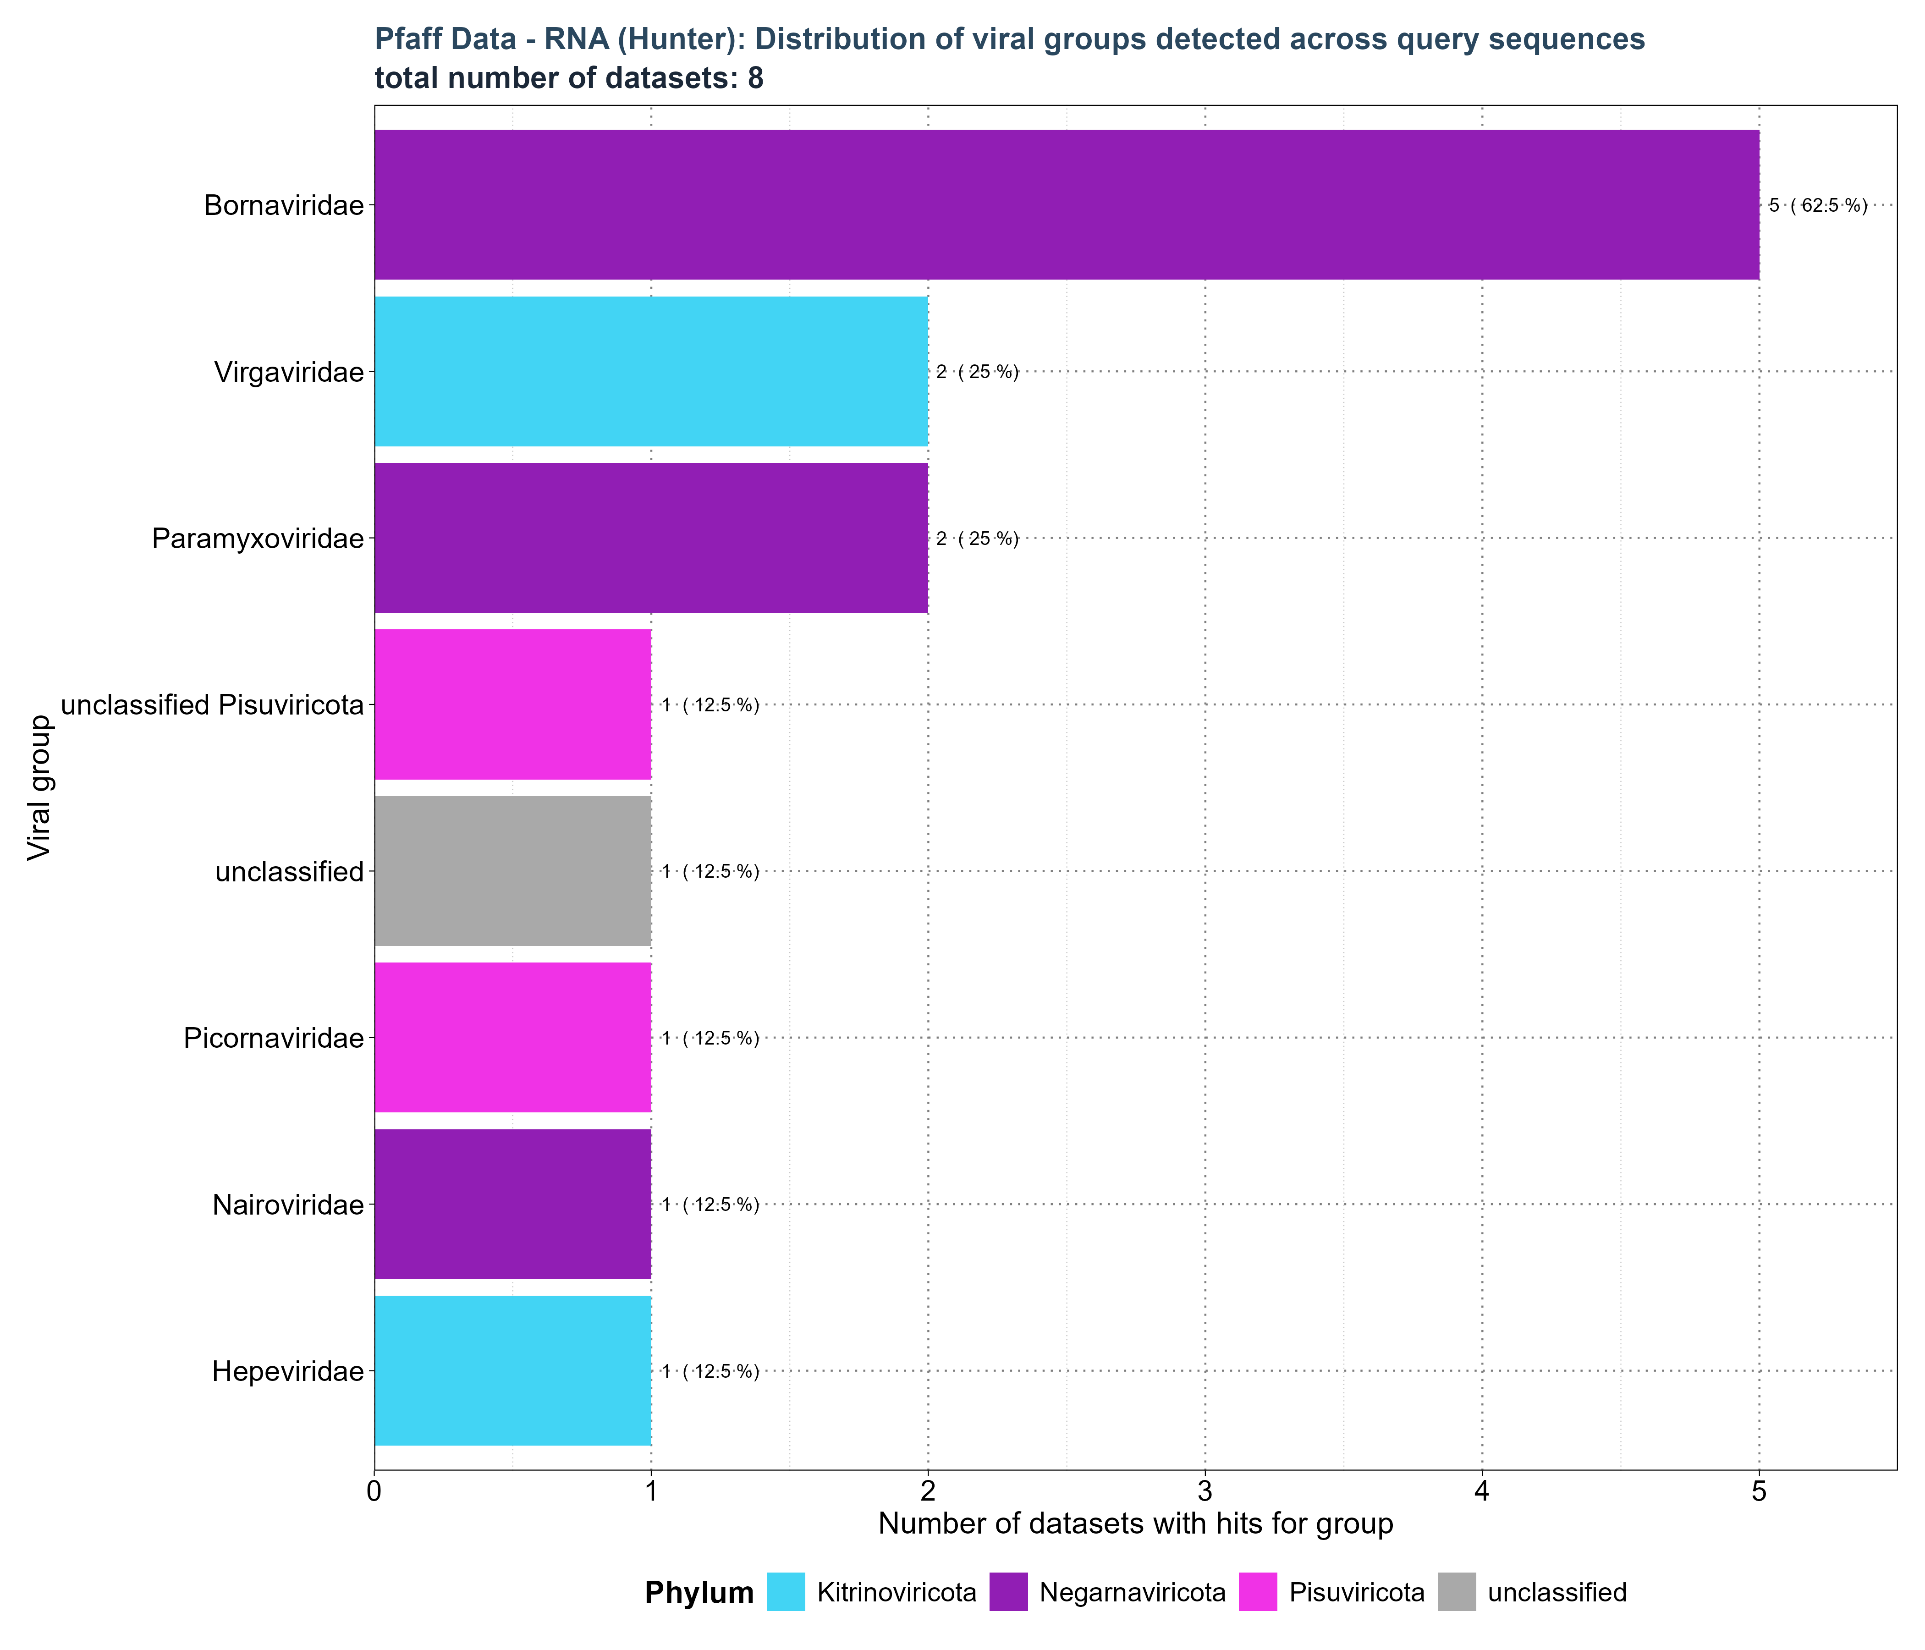 Pfaff Data - RNA (Hunter): Distribution of viral groups detected across query sequences
total number of datasets: 8
Viral group
Bornaviridae
5 ( 62.5 %)
Virgaviridae
2 ( 25 %)
Paramyxoviridae
2 ( 25 %)
unclassified Pisuviricota
1 ( 12.5 %)
unclassified
1 ( 12.5 %)
Picornaviridae
1 ( 12.5 %)
Nairoviridae
1 ( 12.5 %)
Hepeviridae
1 ( 12.5 %)
0 1 2 3 4 5
Number of datasets with hits for group
Phylum Kitrinoviricota Negarnaviricota Pisuviricota unclassified